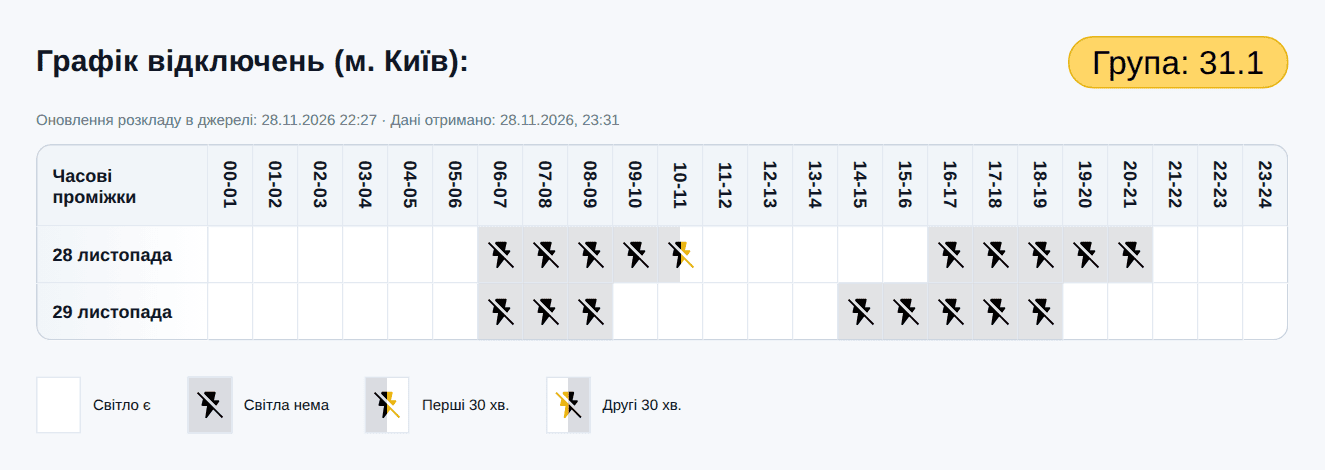 Графік відключень (м. Київ):
Група: 31.1
Оновлення розкладу в джерелі: 28.11.2026 22:27 · Дані отримано: 28.11.2026, 23:31
Часові
проміжки
00-01
01-02
02-03
03-04
04-05
05-06
06-07
07-08
08-09
09-10
10-11
11-12
12-13
13-14
14-15
15-16
16-17
17-18
18-19
19-20
20-21
21-22
22-23
23-24
28 листопада
29 листопада
Світло є
Світла нема
Перші 30 хв.
Другі 30 хв.